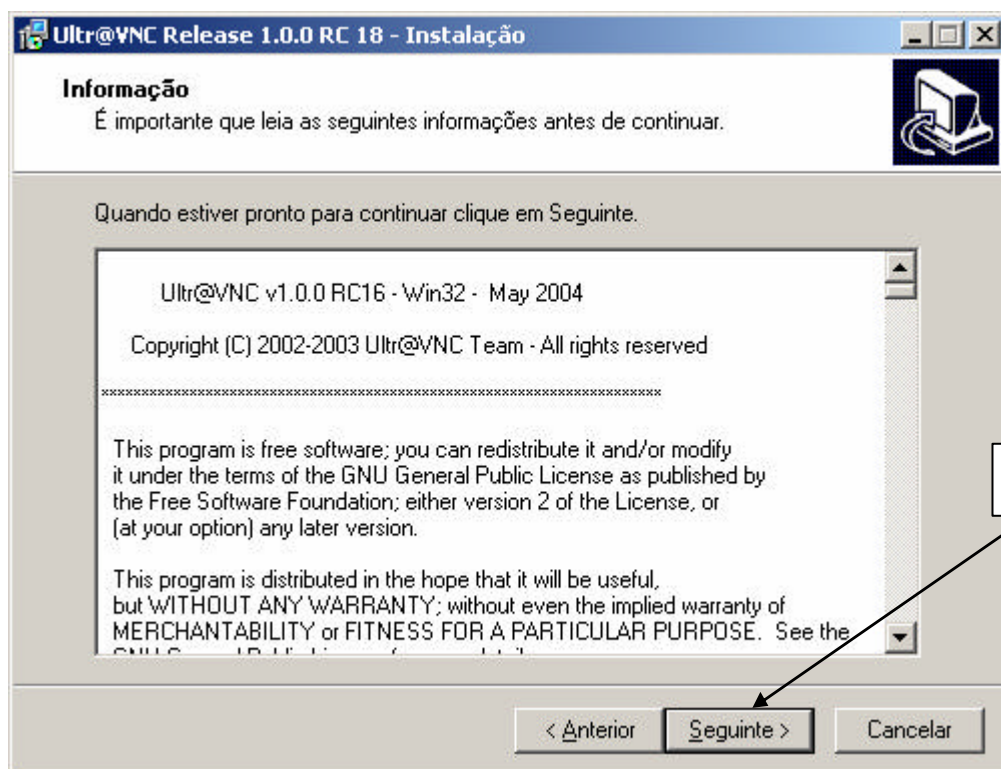 Ultr@VNC Release 1.0.0 RC 18 - Instalação
Informação
É importante que leia as seguintes informações antes de continuar.
Quando estiver pronto para continuar clique em Seguinte.
Ultr@VNC v1.0.0 RC16 - Win32 - May 2004
Copyright (C) 2002-2003 Ultr@VNC Team - All rights reserved
This program is free software; you can redistribute it and/or modify
it under the terms of the GNU General Public License as published by
the Free Software Foundation; either version 2 of the License, or
(at your option) any later version.
This program is distributed in the hope that it will be useful,
but WITHOUT ANY WARRANTY; without even the implied warranty of
MERCHANTABILITY or FITNESS FOR A PARTICULAR PURPOSE. See the
< Anterior
Seguinte >
Cancelar